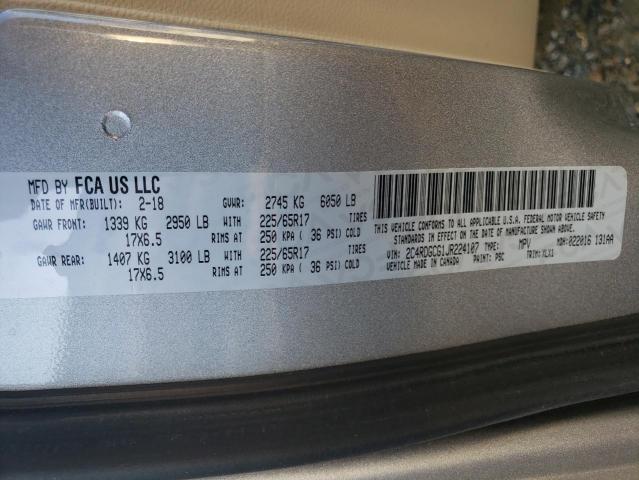 MFD BY FCA US LLC
DATE OF MFR(BUILT): 2-18 GVWR: 2745 KG 6050 LB
GAWR FRONT: 1339 KG 2950 LB WITH 225/65R17 TIRES
17X6.5 RIMS AT 250 KPA ( 36 PSI) COLD
GAWR REAR: 1407 KG 3100 LB WITH 225/65R17 TIRES
17X6.5 RIMS AT 250 KPA ( 36 PSI) COLD
THIS VEHICLE CONFORMS TO ALL APPLICABLE U.S.A. FEDERAL MOTOR VEHICLE SAFETY
STANDARDS IN EFFECT ON THE DATE OF MANUFACTURE SHOWN ABOVE.
VIN: 2C4RDGCG1JR224107 TYPE: MPV MDH: 022016 131AA
VEHICLE MADE IN CANADA PAINT: PSC TRIM: XLX1